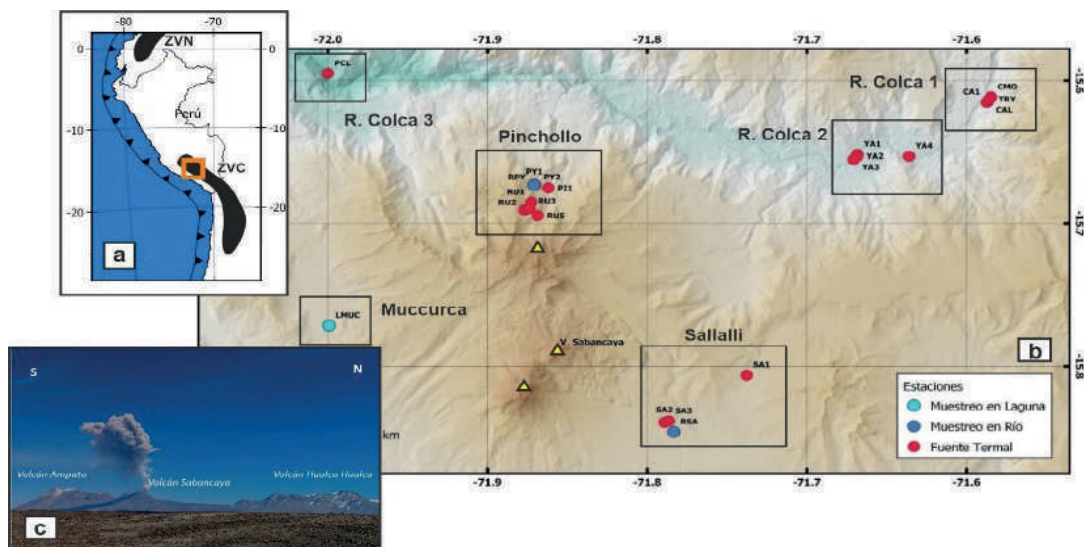 -80 -70
ZVN
0 0
Perú
-10 -10
ZVC
-20 -20
a
-72.0 -71.9 -71.8 -71.7 -71.6
PCL
R. Colca 3
R. Colca 1
CA1 CMO
TRY
CAL
-15.6
R. Colca 2
YA1 YA4
YA2
YA3
Pinchollo
PY1
RPY PY2
PI1
RU1
RU2 RU3
RU5
-15.7
LMUC
Muccurca
V. Sabancaya
Sallalli
SA1
SA2 SA3
RSA
b
-15.8
km
Estaciones
Muestreo en Laguna
Muestreo en Río
Fuente Termal
-71.9 -71.8 -71.7 -71.6
S N
Volcán Ampato
Volcán Sabancaya
Volcán Hualca Hualca
c